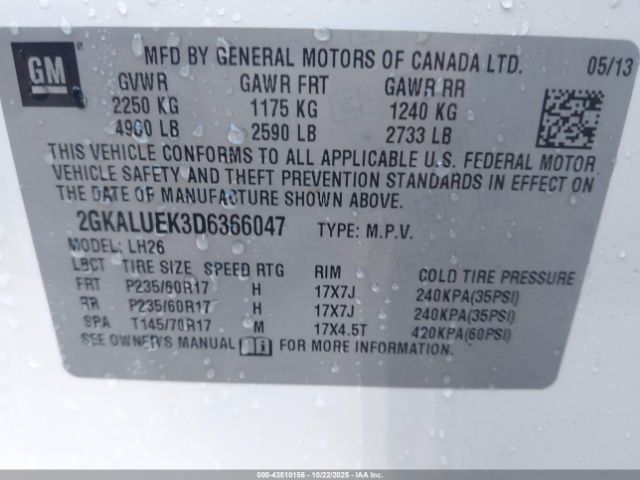 GM
MFD BY GENERAL MOTORS OF CANADA LTD. 05/13
GVWR GAWR FRT GAWR RR
2250 KG 1175 KG 1240 KG
4960 LB 2590 LB 2733 LB
THIS VEHICLE CONFORMS TO ALL APPLICABLE U.S. FEDERAL MOTOR
VEHICLE SAFETY AND THEFT PREVENTION STANDARDS IN EFFECT ON
THE DATE OF MANUFACTURE SHOWN ABOVE.
2GKALUEK3D6366047 TYPE: M.P.V.
MODEL: LH26
LOCT TIRE SIZE SPEED RTG RIM COLD TIRE PRESSURE
FRT P235/60R17 H 17X7J 240KPA(35PSI)
RR P235/60R17 H 17X7J 240KPA(35PSI)
SPA T145/70R17 M 17X4.5T 420KPA(60PSI)
SEE OWNER'S MANUAL FOR MORE INFORMATION.
000-43510156 - 10/22/2025 - IAAI.COM